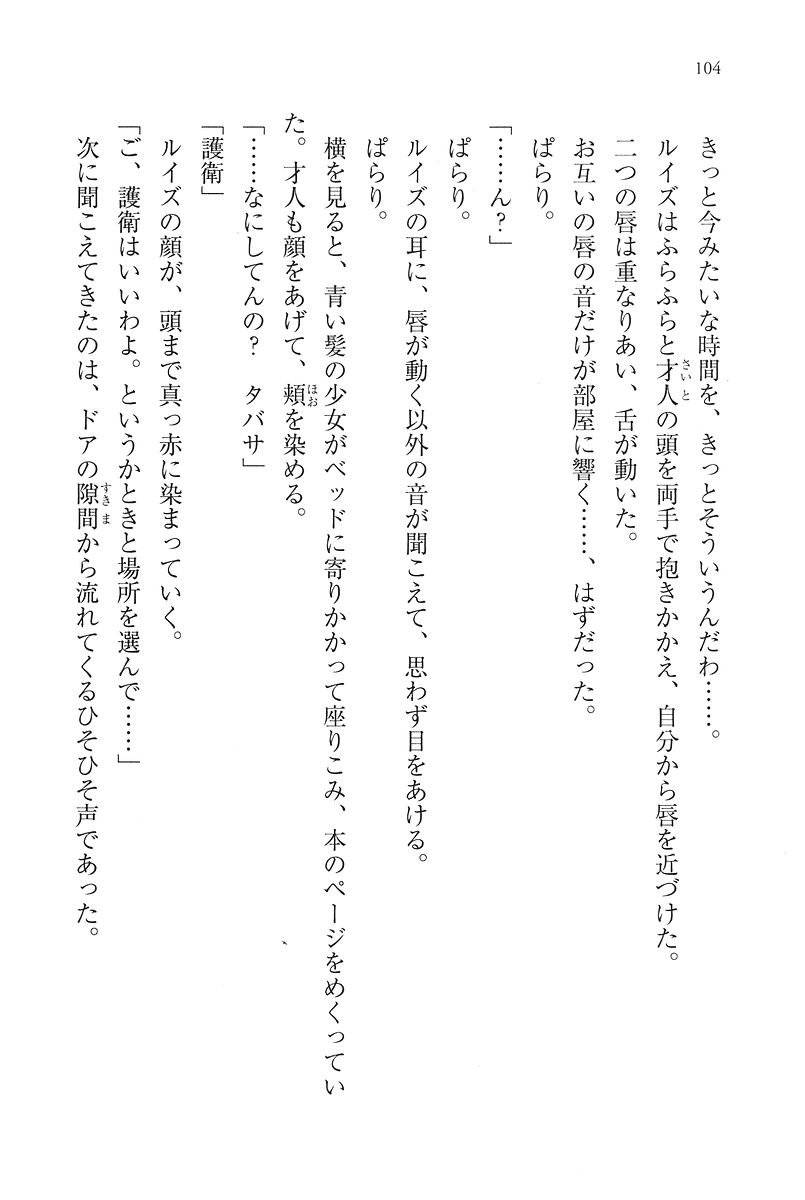 104
きっと今みたいな時間を、きっとそういうんだわ……。
ルイズはふらふらと才人の頭を両手で抱きかかえ、自分から唇を近づけた。
さいと
二つの唇は重なりあい、舌が動いた。
お互いの唇の音だけが部屋に響く……、はずだった。
ぱらり。
「……ん？」
ぱらり。
ルイズの耳に、唇が動く以外の音が聞こえて、思わず目をあける。
ぱらり。
横を見ると、青い髪の少女がベッドに寄りかかって座りこみ、本のページをめくってい
た。才人も顔をあげて、頬を染める。
ほお
「……なにしてんの？　タバサ」
「護衛」
ルイズの顔が、頭まで真っ赤に染まっていく。
「ご、護衛はいいわよ。というかときと場所を選んで……」
次に聞こえてきたのは、ドアの隙間から流れてくるひそひそ声であった。
すきま